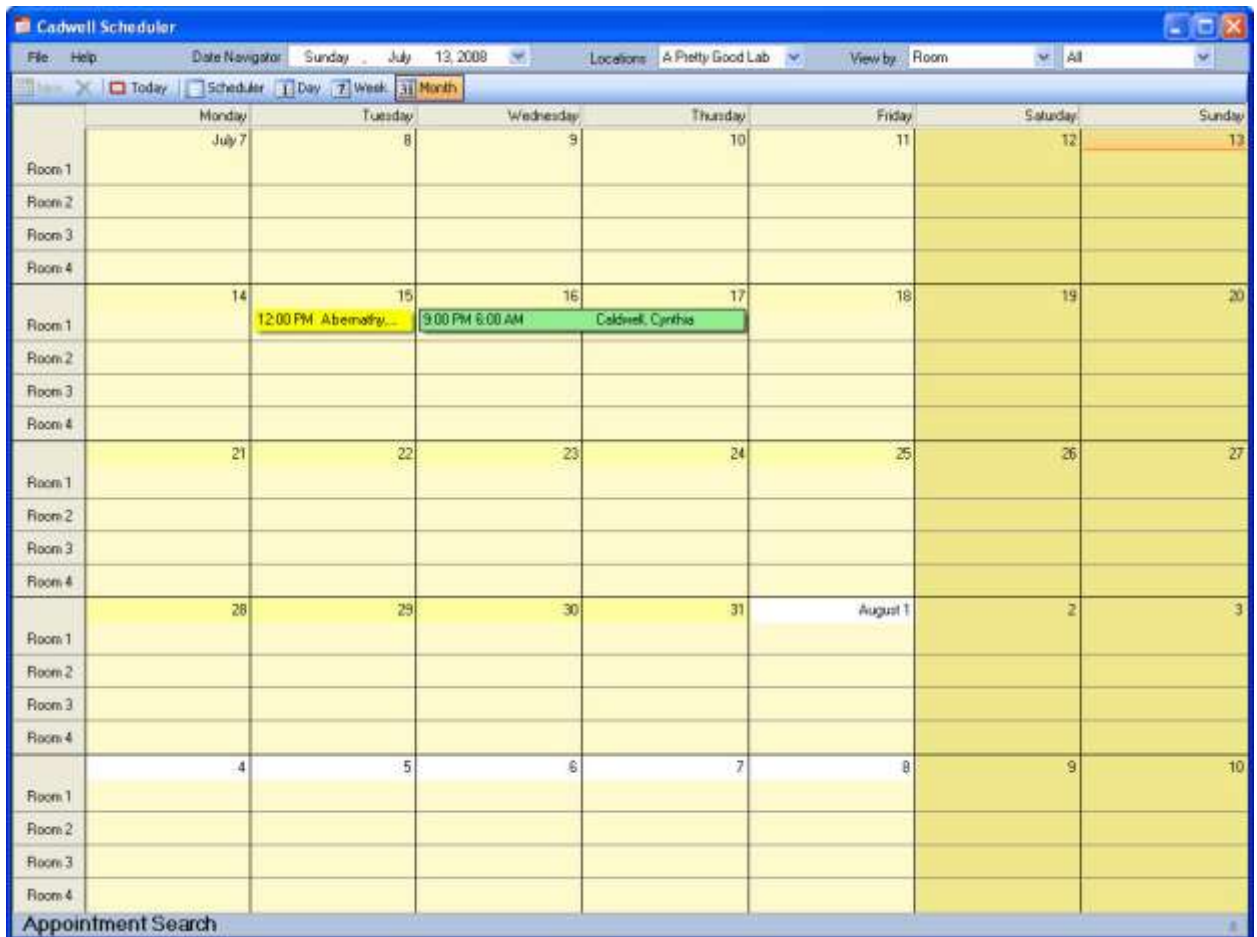 Cadwell Scheduler
File Help Date Navigator Sunday , July 13, 2008 Locations A Pretty Good Lab View by Room All
Today Scheduler 1 Day 7 Week 31 Month
Monday Tuesday Wednesday Thursday Friday Saturday Sunday
July 7 8 9 10 11 12 13
Room 1
Room 2
Room 3
Room 4
14 15 16 17 18 19 20
Room 1 12:00 PM Abernathy,... 9:00 PM 6:00 AM Caldwell, Cynthia
Room 2
Room 3
Room 4
21 22 23 24 25 26 27
Room 1
Room 2
Room 3
Room 4
28 29 30 31 August 1 2 3
Room 1
Room 2
Room 3
Room 4
4 5 6 7 8 9 10
Room 1
Room 2
Room 3
Room 4
Appointment Search